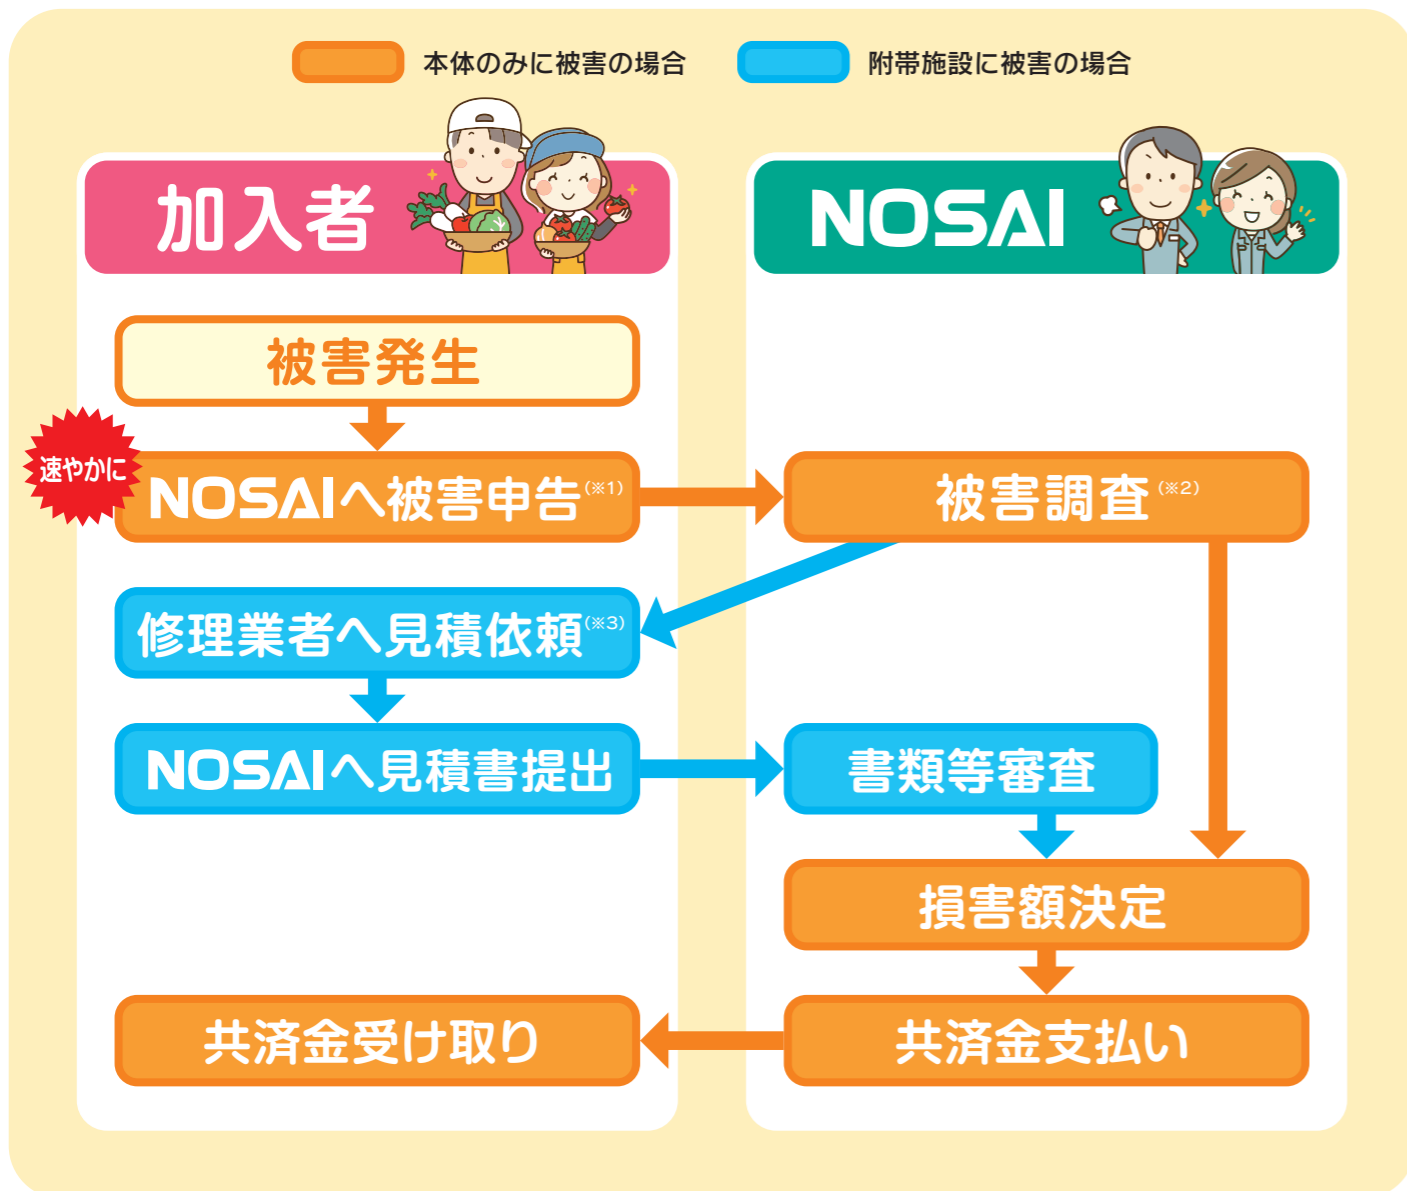 本体のみに被害の場合
附帯施設に被害の場合
加入者
NOSAI
被害発生
速やかに
NOSAIへ被害申告(※1)
被害調査(※2)
修理業者へ見積依頼(※3)
NOSAIへ見積書提出
書類等審査
損害額決定
共済金受け取り
共済金支払い